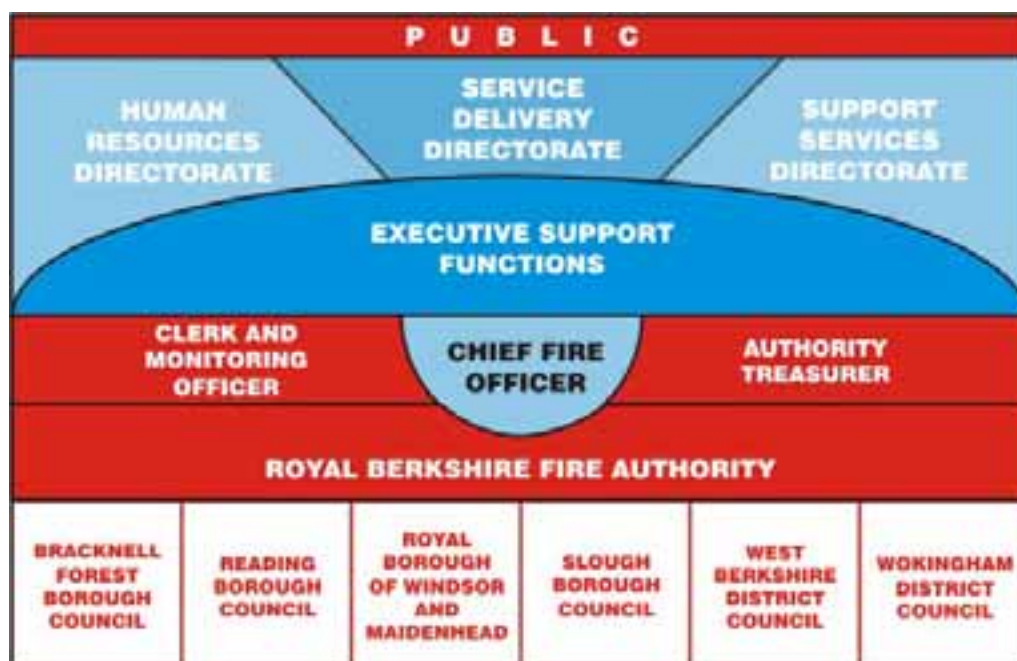 PUBLIC
HUMAN
RESOURCES
DIRECTORATE
SERVICE
DELIVERY
DIRECTORATE
SUPPORT
SERVICES
DIRECTORATE
EXECUTIVE SUPPORT
FUNCTIONS
CLERK AND
MONITORING
OFFICER
CHIEF FIRE
OFFICER
AUTHORITY
TREASURER
ROYAL BERKSHIRE FIRE AUTHORITY
BRACKNELL
FOREST
BOROUGH
COUNCIL
READING
BOROUGH
COUNCIL
ROYAL
BOROUGH
OF WINDSOR
AND
MAIDENHEAD
SLOUGH
BOROUGH
COUNCIL
WEST
BERKSHIRE
DISTRICT
COUNCIL
WOKINGHAM
DISTRICT
COUNCIL